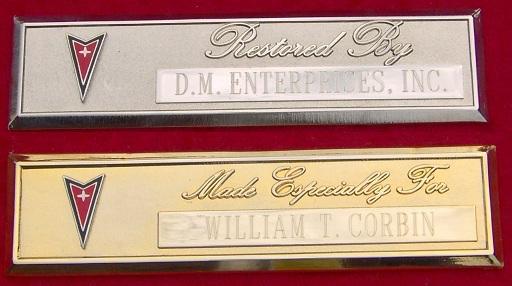 Restored By
D.M. ENTERPRISES, INC.
Made Especially For
WILLIAM T. CORBIN